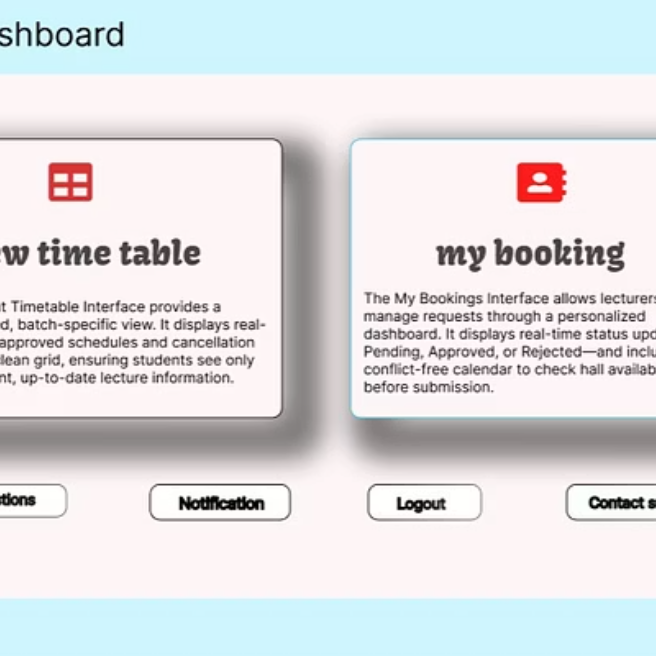 shboard
ew time table
my booking
t Timetable Interface provides a
d, batch-specific view. It displays real-
approved schedules and cancellation
lean grid, ensuring students see only
nt, up-to-date lecture information.
The My Bookings Interface allows lecturers
manage requests through a personalized
dashboard. It displays real-time status upd
Pending, Approved, or Rejected—and inclu
conflict-free calendar to check hall availab
before submission.
tions
Notification
Logout
Contact s